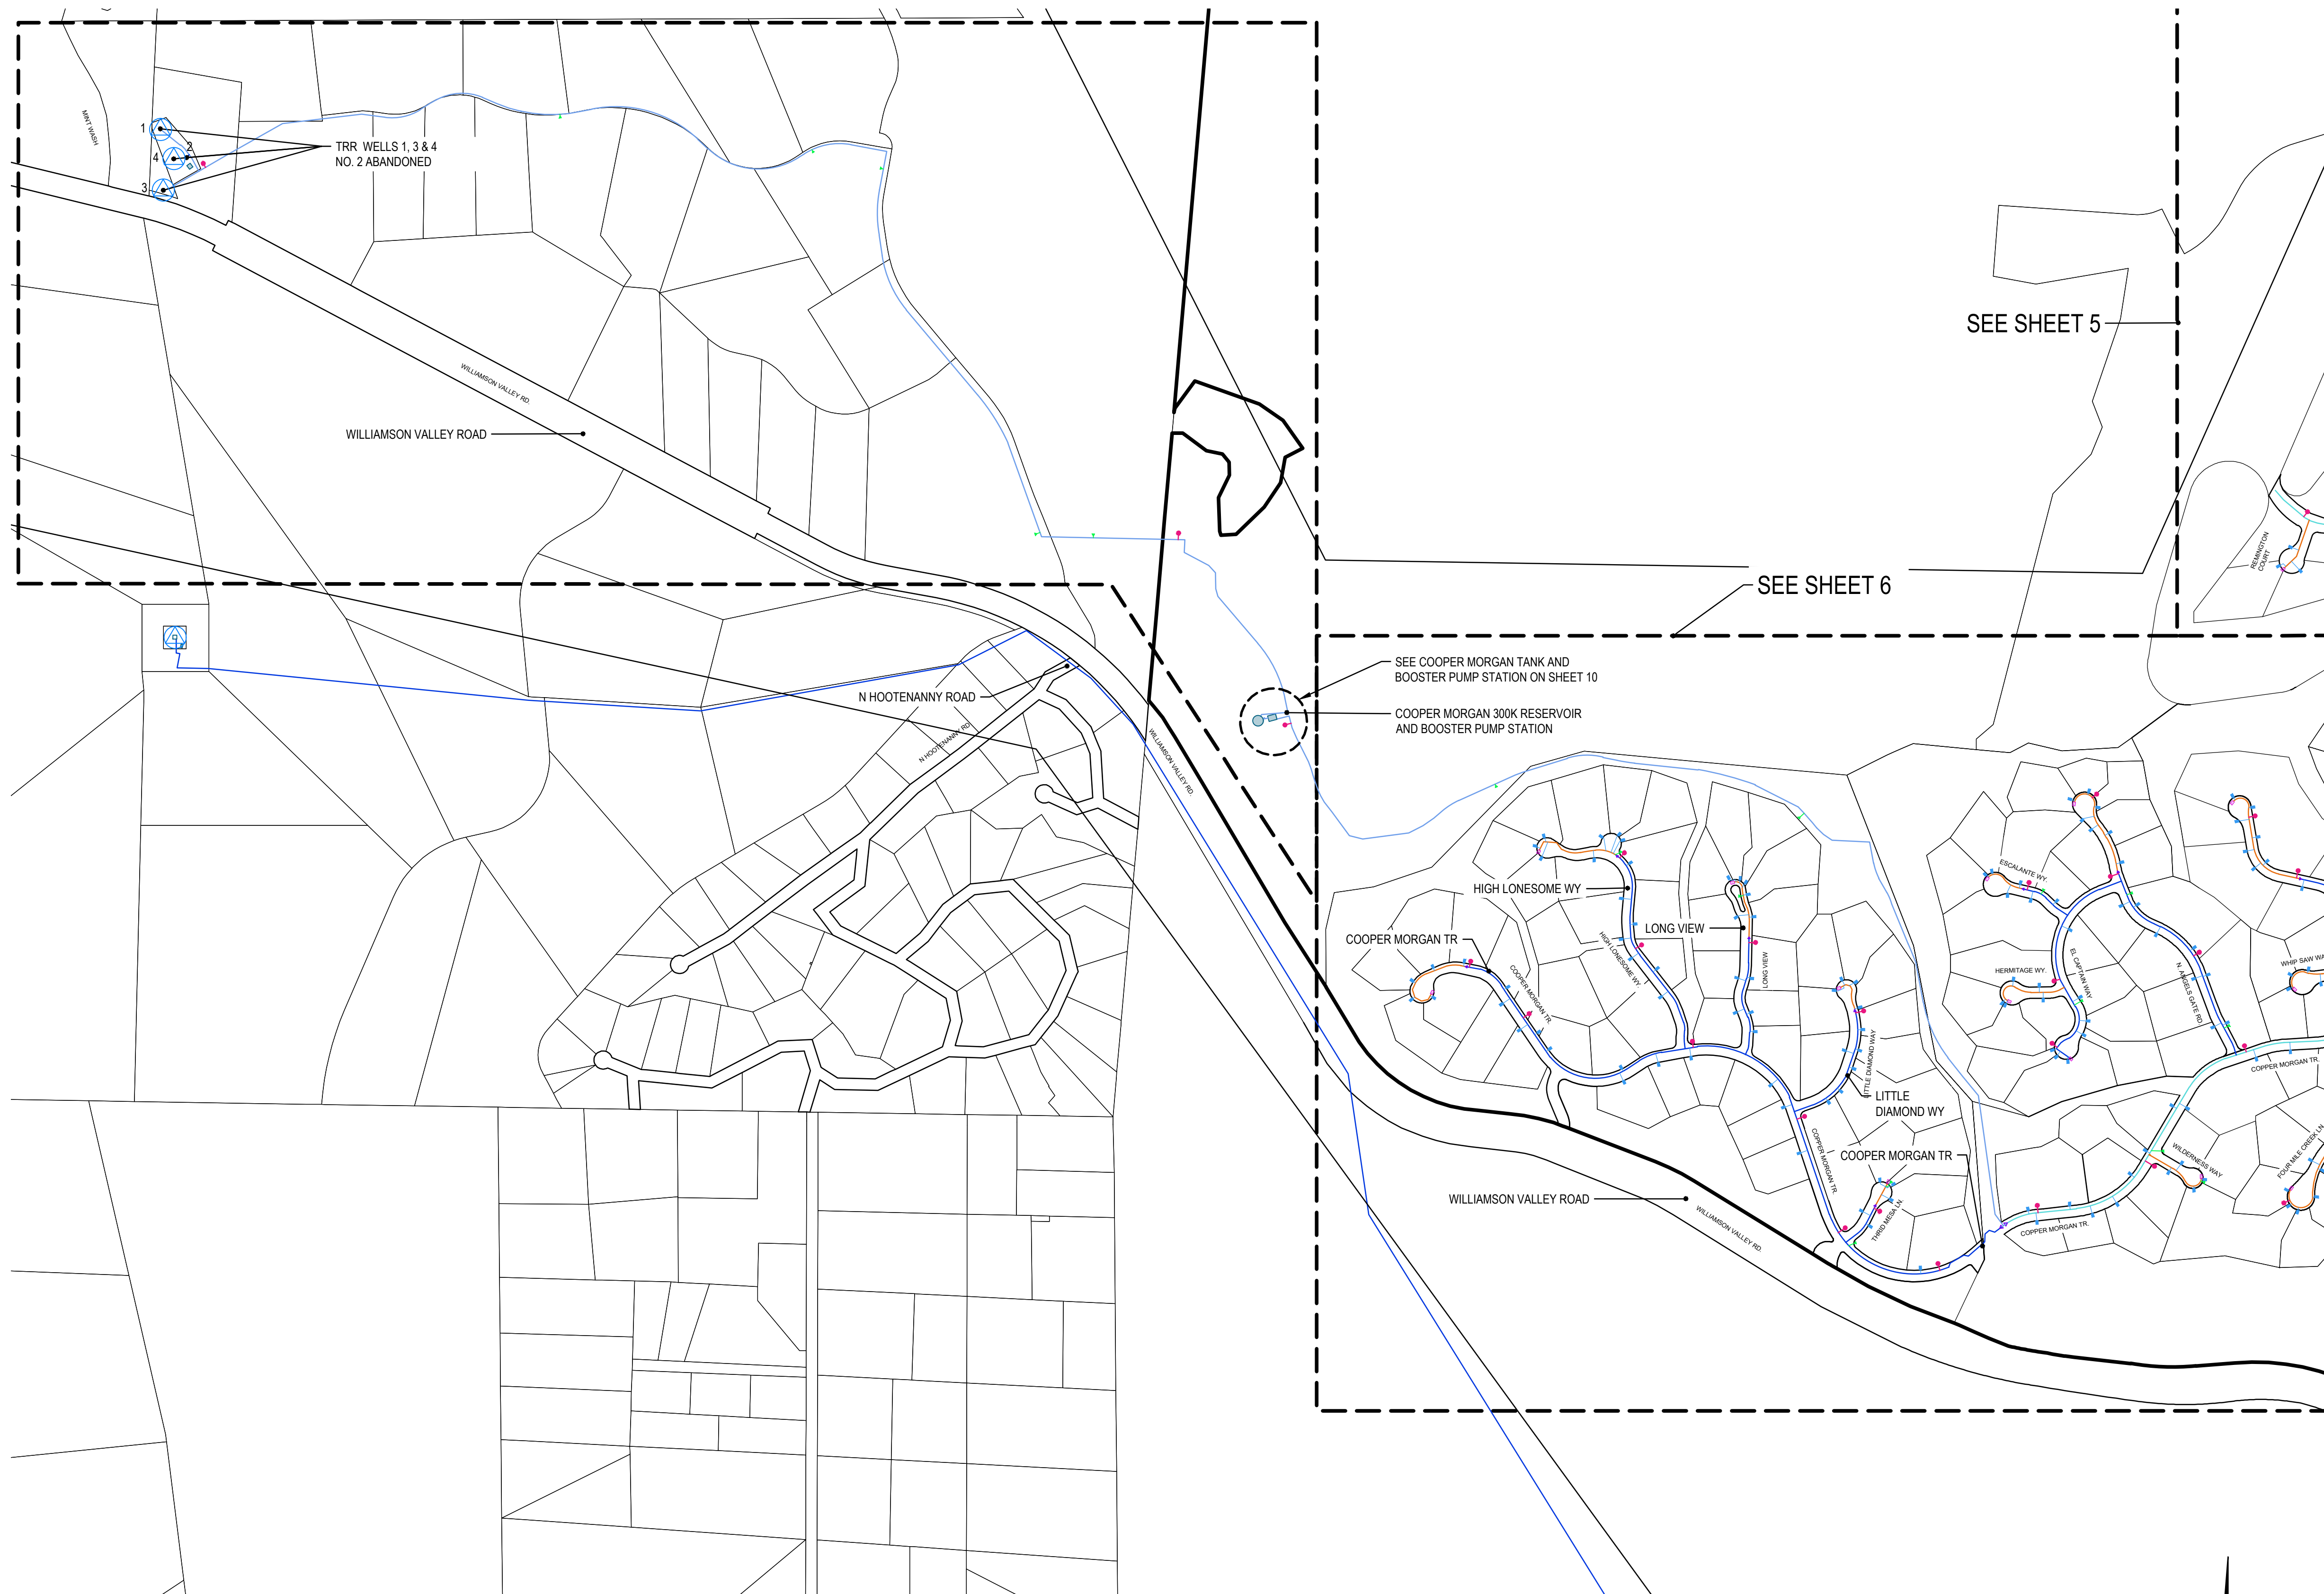 MINT WASH
1
2
4
3
TRR WELLS 1, 3 & 4
NO. 2 ABANDONED
SEE SHEET 5
WILLIAMSON VALLEY RD.
WILLIAMSON VALLEY ROAD
REMINGTON
COURT
SEE SHEET 6
SEE COOPER MORGAN TANK AND
BOOSTER PUMP STATION ON SHEET 10
N HOOTENANNY ROAD
COOPER MORGAN 300K RESERVOIR
AND BOOSTER PUMP STATION
N HOOTENANNY RD.
WILLIAMSON VALLEY RD.
ESCALANTE WY.
HIGH LONESOME WY
LONG VIEW
COOPER MORGAN TR
HIGH LONESOME WY
COOPER MORGAN TR.
LONG VIEW
HERMITAGE WY.
EL CAPTAIN WAY
N. ANGELS GATE RD.
WHIP SAW WA
LITTLE DIAMOND WAY
COPPER MORGAN TR.
LITTLE
DIAMOND WY
COPPER MORGAN TR.
COOPER MORGAN TR
WILDERNESS WAY
FOUR MILE CREEK LN.
WILLIAMSON VALLEY ROAD
THRID MESA LN.
COPPER MORGAN TR.
WILLIAMSON VALLEY RD.